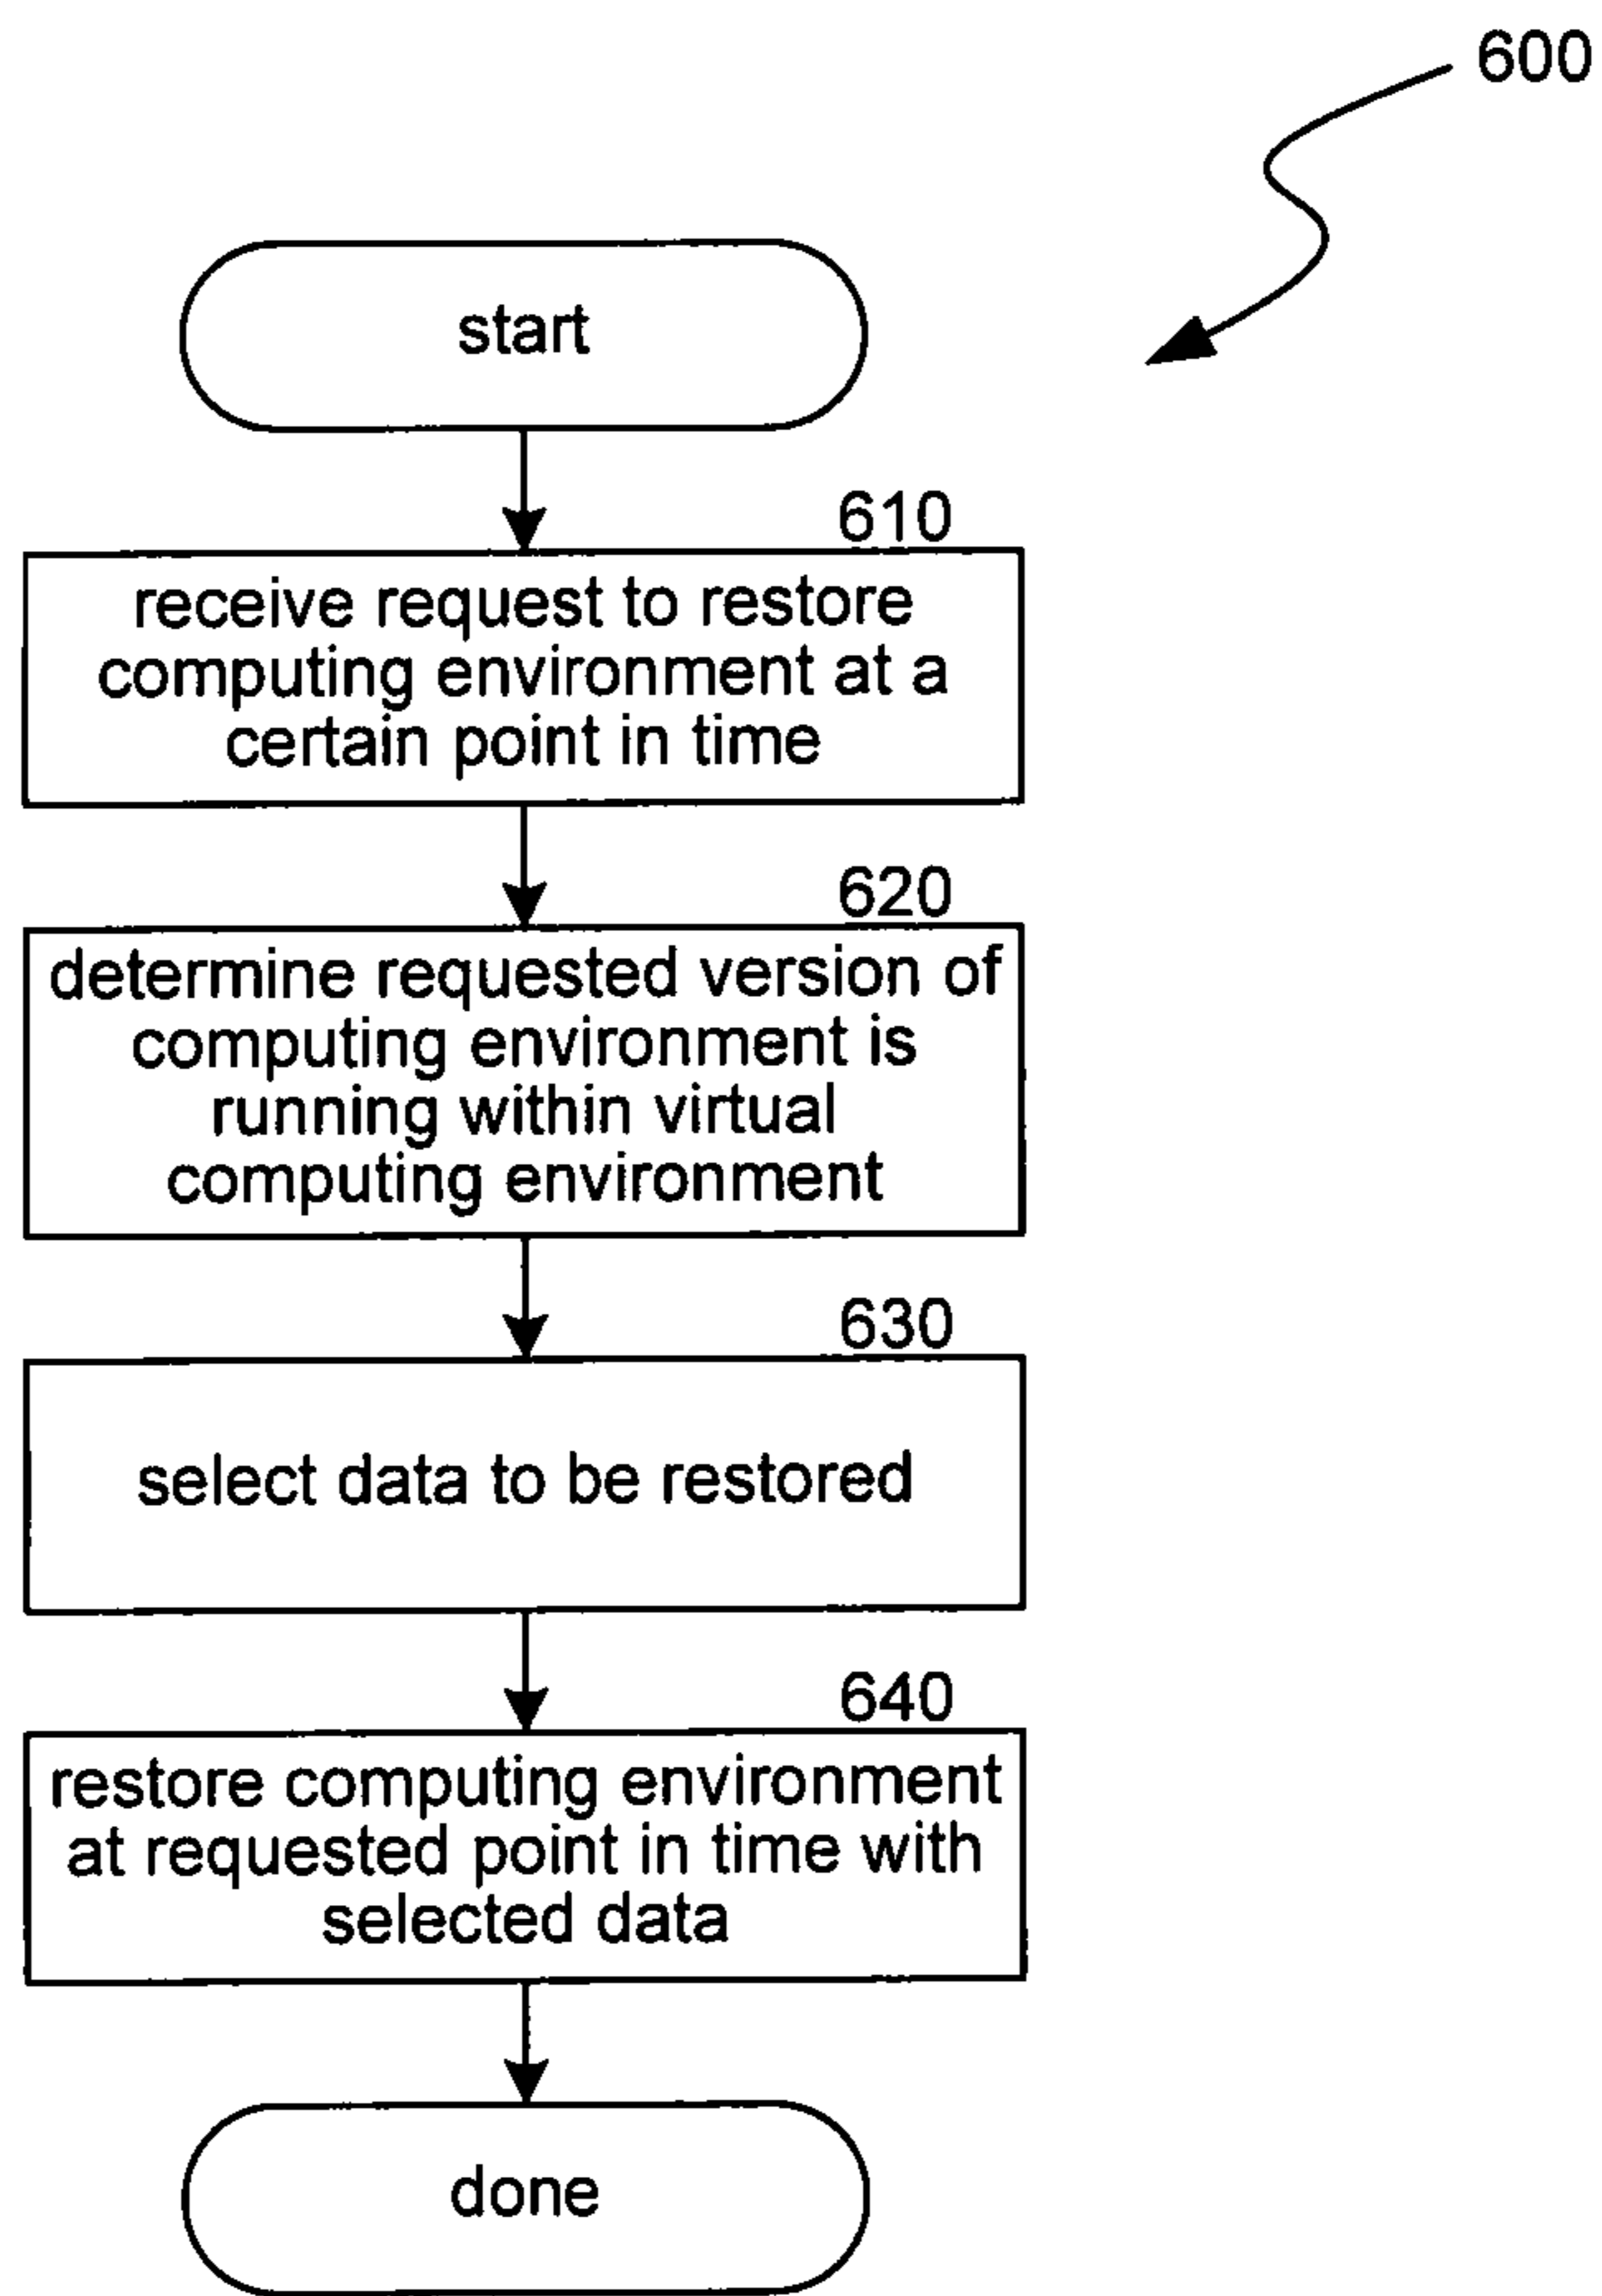 600
start
610
receive request to restore
computing environment at a
certain point in time
620
determine requested version of
computing environment is
running within virtual
computing environment
630
select data to be restored
640
restore computing environment
at requested point in time with
selected data
done